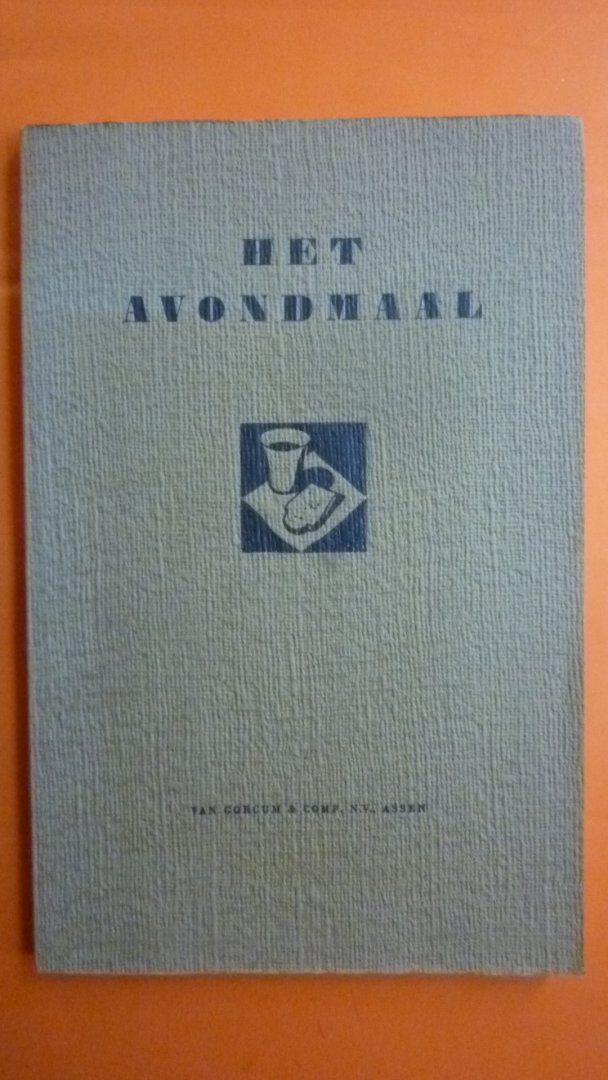 HET
AVONDMAAL
VAN GORCUM & COMP. N.V., ASSEN